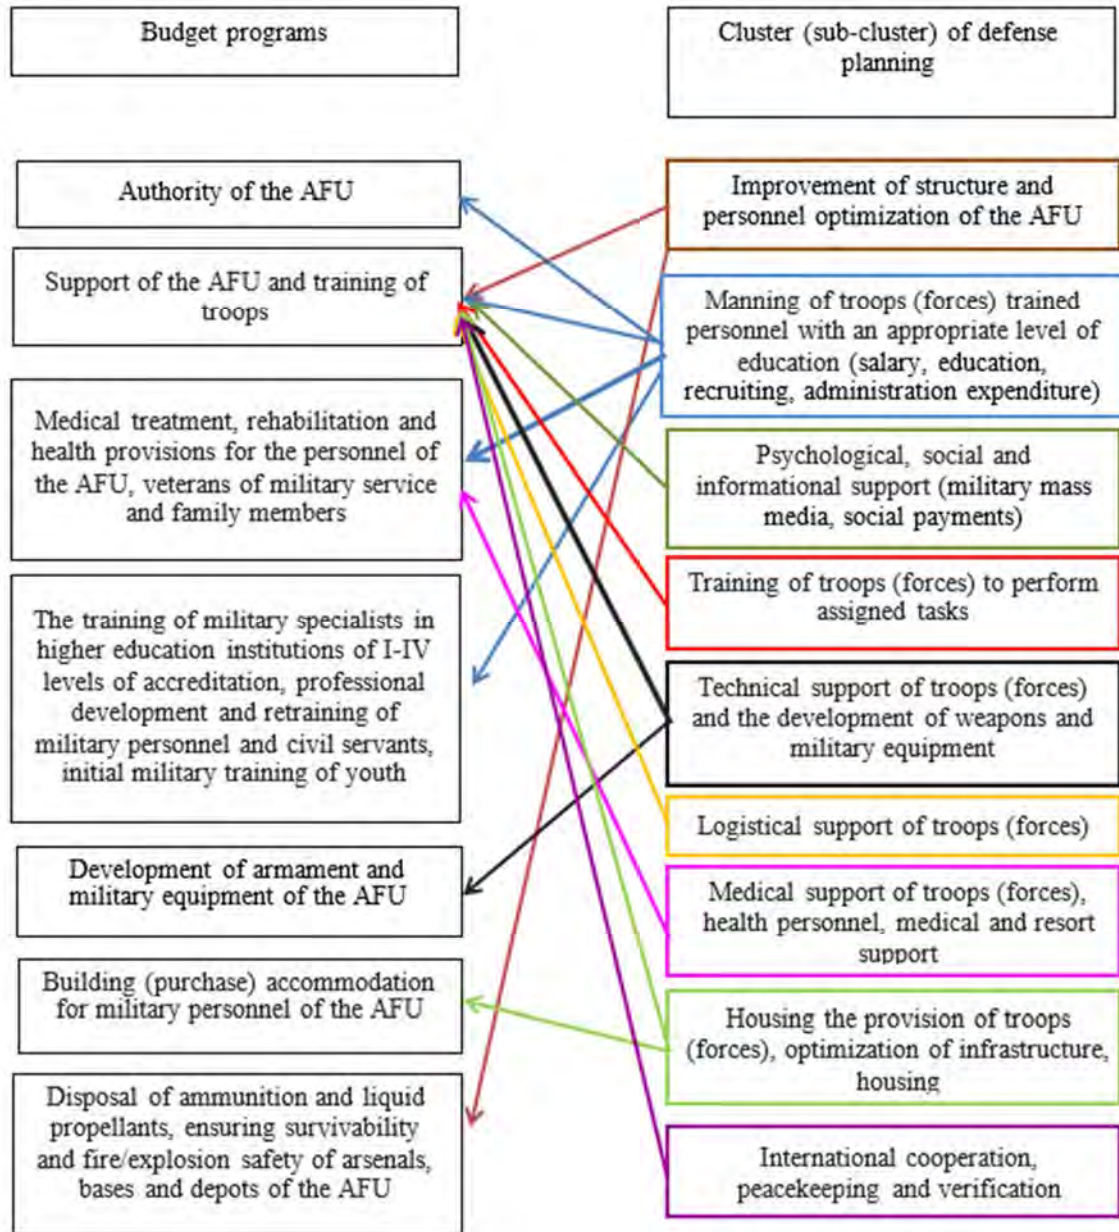 Budget programs
Authority of the AFU
Support of the AFU and training of
troops
Medical treatment, rehabilitation and
health provisions for the personnel of
the AFU, veterans of military service
and family members
The training of military specialists in
higher education institutions of I-IV
levels of accreditation, professional
development and retraining of
military personnel and civil servants,
initial military training of youth
Development of armament and
military equipment of the AFU
Building (purchase) accommodation
for military personnel of the AFU
Disposal of ammunition and liquid
propellants, ensuring survivability
and fire/explosion safety of arsenals,
bases and depots of the AFU
Cluster (sub-cluster) of defense
planning
Improvement of structure and
personnel optimization of the AFU
Manning of troops (forces) trained
personnel with an appropriate level of
education (salary, education,
recruiting, administration expenditure)
Psychological, social and
informational support (military mass
media, social payments)
Training of troops (forces) to perform
assigned tasks
Technical support of troops (forces)
and the development of weapons and
military equipment
Logistical support of troops (forces)
Medical support of troops (forces),
health personnel, medical and resort
support
Housing the provision of troops
(forces), optimization of infrastructure,
housing
International cooperation,
peacekeeping and verification